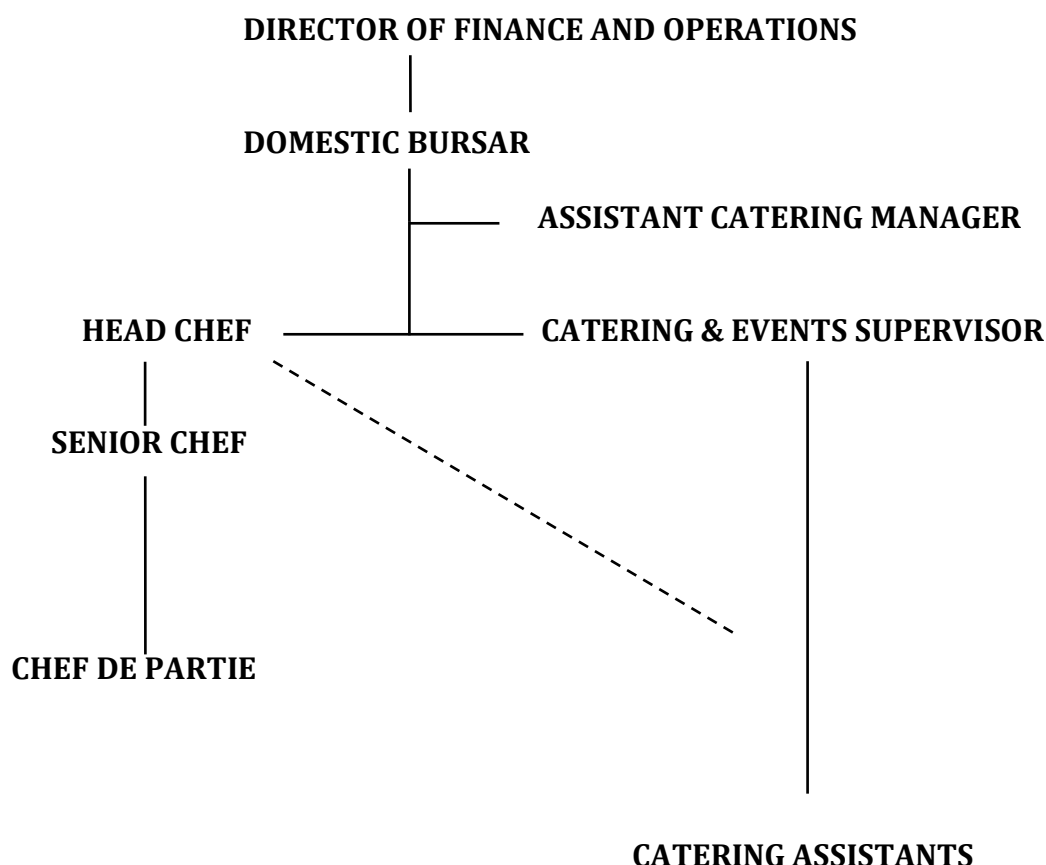 DIRECTOR OF FINANCE AND OPERATIONS
DOMESTIC BURSAR
ASSISTANT CATERING MANAGER
HEAD CHEF
CATERING & EVENTS SUPERVISOR
SENIOR CHEF
CHEF DE PARTIE
CATERING ASSISTANTS